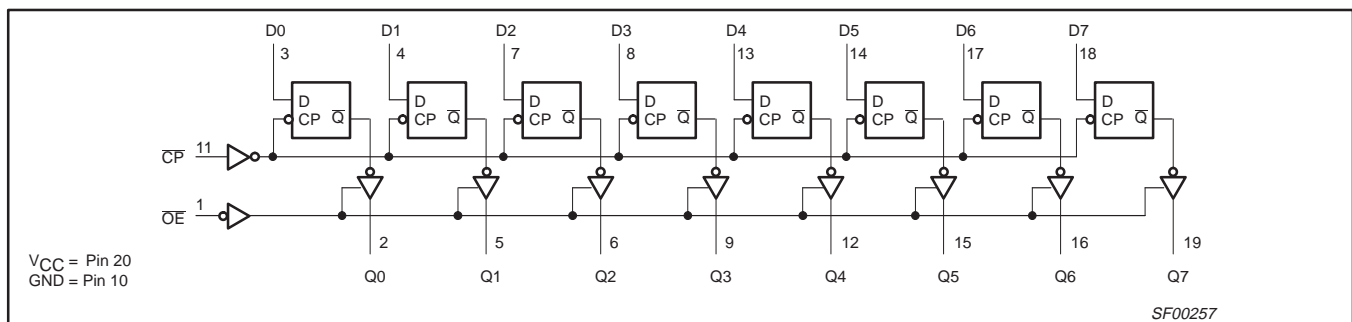 D0 D1 D2 D3 D4 D5 D6 D7
3 4 7 8 13 14 17 18
D D D D D D D D
CP Q̅ CP Q̅ CP Q̅ CP Q̅ CP Q̅ CP Q̅ CP Q̅ CP Q̅
C̅P̅ 11
O̅E̅ 1
2 5 6 9 12 15 16 19
VCC = Pin 20
GND = Pin 10
Q0 Q1 Q2 Q3 Q4 Q5 Q6 Q7
SF00257